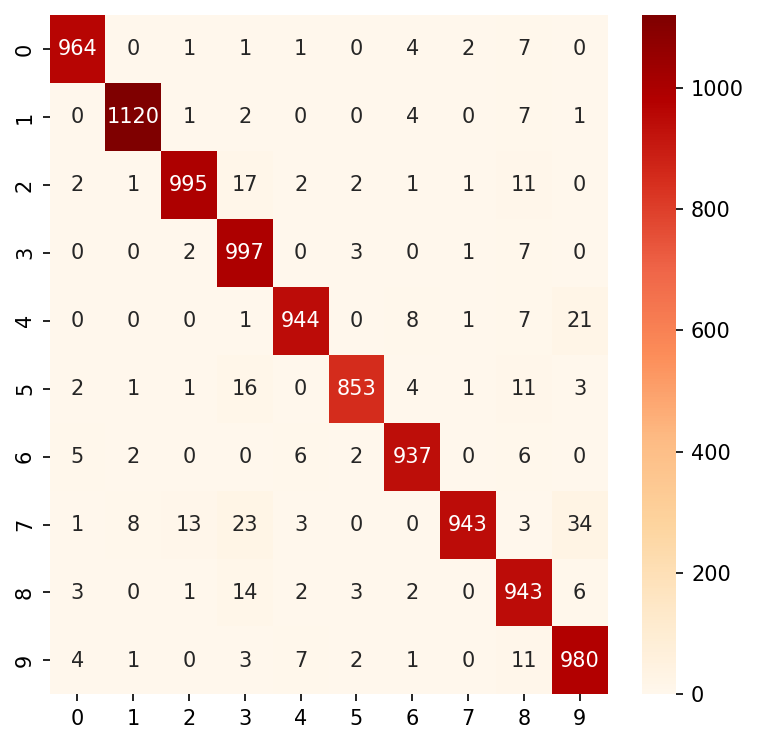 0 964 0 1 1 1 0 4 2 7 0
1 0 1120 1 2 0 0 4 0 7 1
2 2 1 995 17 2 2 1 1 11 0
3 0 0 2 997 0 3 0 1 7 0
4 0 0 0 1 944 0 8 1 7 21
5 2 1 1 16 0 853 4 1 11 3
6 5 2 0 0 6 2 937 0 6 0
7 1 8 13 23 3 0 0 943 3 34
8 3 0 1 14 2 3 2 0 943 6
9 4 1 0 3 7 2 1 0 11 980
0 1 2 3 4 5 6 7 8 9
1000
800
600
400
200
0